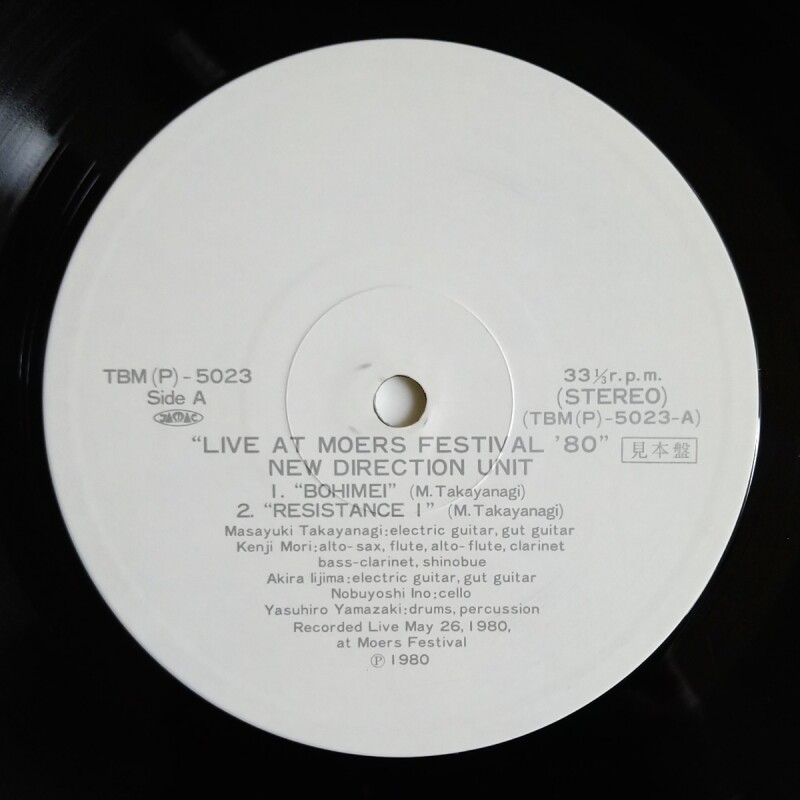 TBM(P)-5023
Side A
JASRAC
33⅓r.p.m.
(STEREO)
(TBM(P)-5023-A)
"LIVE AT MOERS FESTIVAL '80" 見本盤
NEW DIRECTION UNIT
1. "BOHIMEI" (M.Takayanagi)
2. "RESISTANCE 1" (M.Takayanagi)
Masayuki Takayanagi:electric guitar, gut guitar
Kenji Mori:alto-sax, flute, alto-flute, clarinet
bass-clarinet, shinobue
Akira Iijima:electric guitar, gut guitar
Nobuyoshi Ino:cello
Yasuhiro Yamazaki:drums, percussion
Recorded Live May 26, 1980,
at Moers Festival
Ⓟ 1980